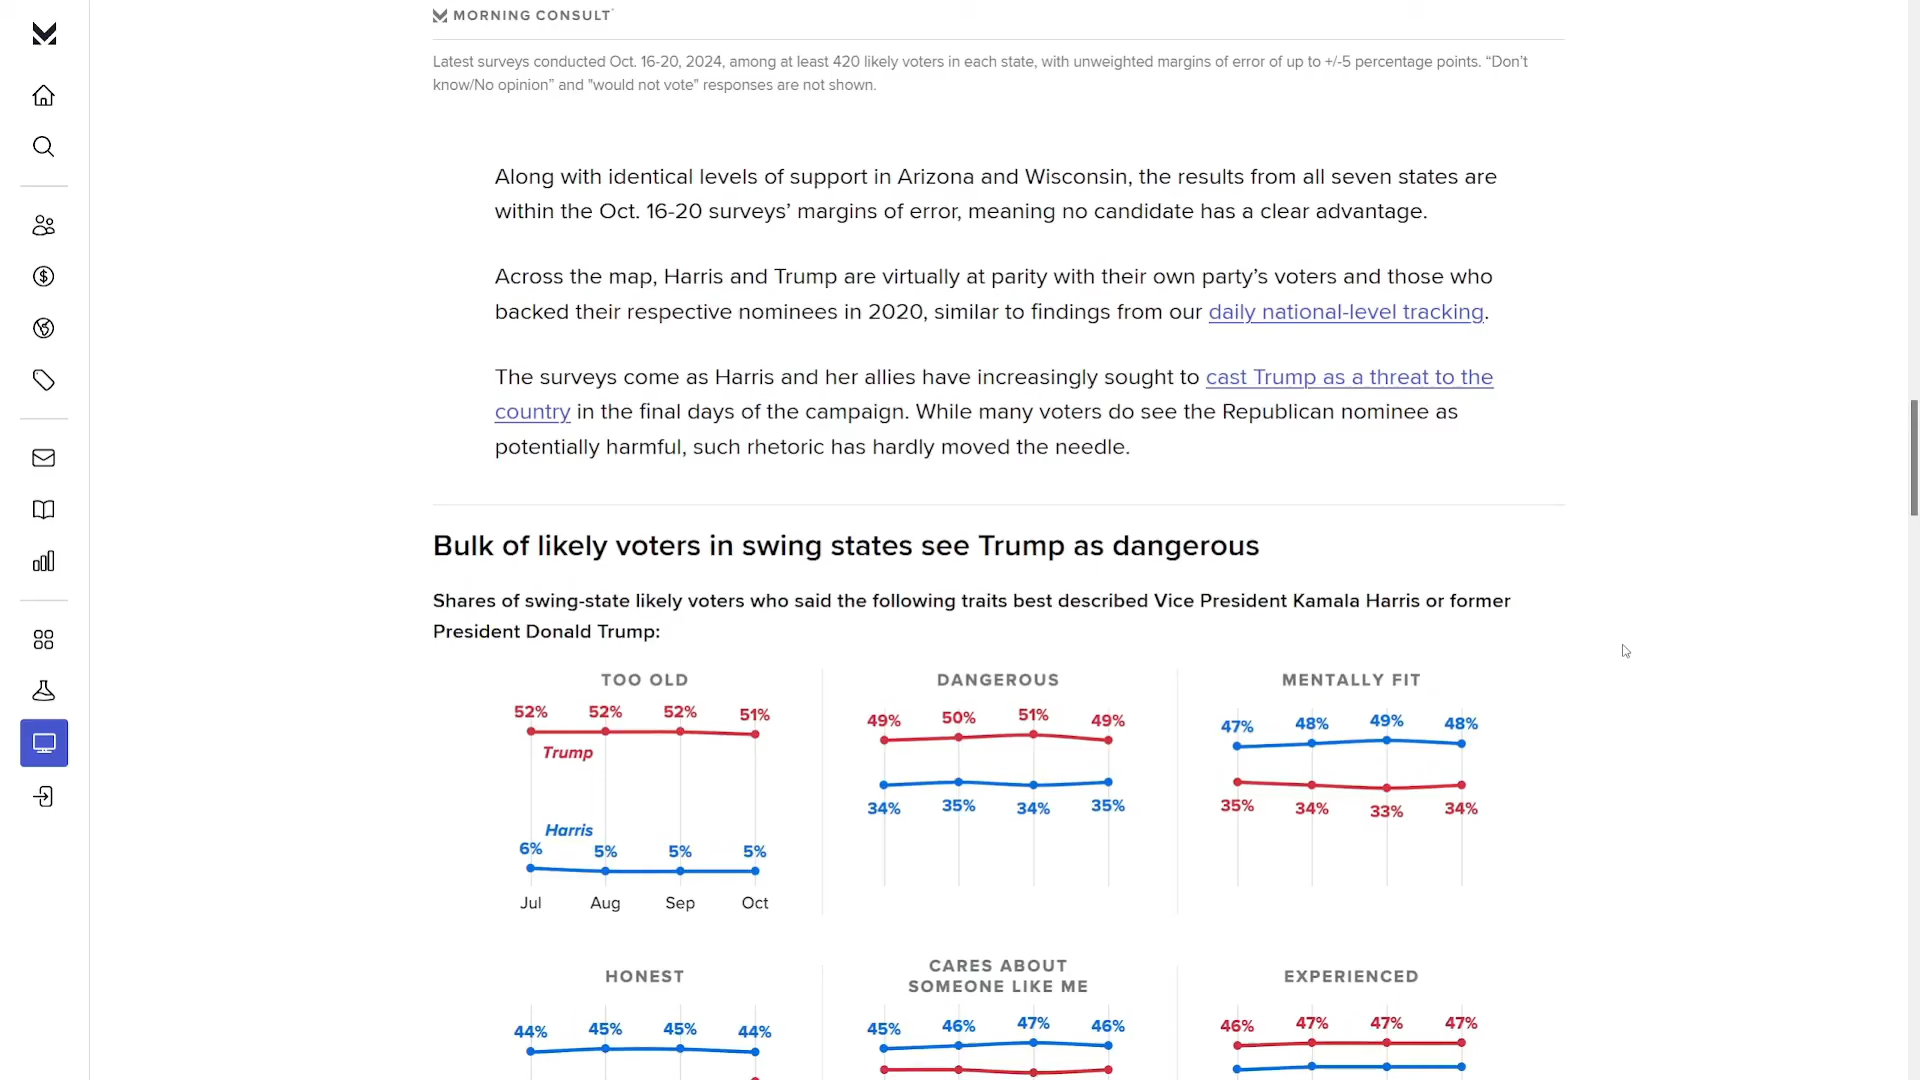 MORNING CONSULT
Latest surveys conducted Oct. 16-20, 2024, among at least 420 likely voters in each state, with unweighted margins of error of up to +/-5 percentage points. “Don’t
know/No opinion” and "would not vote" responses are not shown.
Along with identical levels of support in Arizona and Wisconsin, the results from all seven states are
within the Oct. 16-20 surveys’ margins of error, meaning no candidate has a clear advantage.
Across the map, Harris and Trump are virtually at parity with their own party’s voters and those who
backed their respective nominees in 2020, similar to findings from our daily national-level tracking.
The surveys come as Harris and her allies have increasingly sought to cast Trump as a threat to the
country in the final days of the campaign. While many voters do see the Republican nominee as
potentially harmful, such rhetoric has hardly moved the needle.
Bulk of likely voters in swing states see Trump as dangerous
Shares of swing-state likely voters who said the following traits best described Vice President Kamala Harris or former
President Donald Trump:
TOO OLD
52% 52% 52% 51%
Trump
Harris
6% 5% 5% 5%
Jul Aug Sep Oct
DANGEROUS
49% 50% 51% 49%
34% 35% 34% 35%
MENTALLY FIT
47% 48% 49% 48%
35% 34% 33% 34%
HONEST
44% 45% 45% 44%
CARES ABOUT
SOMEONE LIKE ME
45% 46% 47% 46%
EXPERIENCED
46% 47% 47% 47%